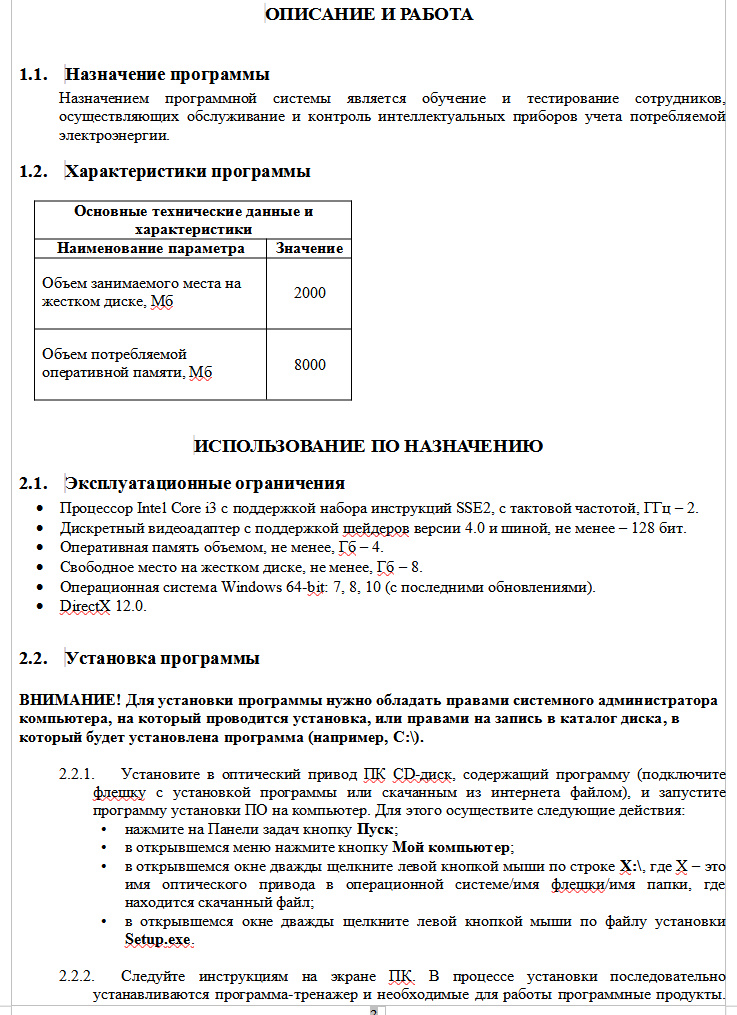 ОПИСАНИЕ И РАБОТА
1.1. Назначение программы
Назначением программной системы является обучение и тестирование сотрудников,
осуществляющих обслуживание и контроль интеллектуальных приборов учета потребляемой
электроэнергии.
1.2. Характеристики программы
Основные технические данные и
характеристики
Наименование параметра Значение
Объем занимаемого места на
жестком диске, Мб
2000
Объем потребляемой
оперативной памяти, Мб
8000
ИСПОЛЬЗОВАНИЕ ПО НАЗНАЧЕНИЮ
2.1. Эксплуатационные ограничения
• Процессор Intel Core i3 с поддержкой набора инструкций SSE2, с тактовой частотой, ГГц – 2.
• Дискретный видеоадаптер с поддержкой шейдеров версии 4.0 и шиной, не менее – 128 бит.
• Оперативная память объемом, не менее, Гб – 4.
• Свободное место на жестком диске, не менее, Гб – 8.
• Операционная система Windows 64-bit: 7, 8, 10 (с последними обновлениями).
• DirectX 12.0.
2.2. Установка программы
ВНИМАНИЕ! Для установки программы нужно обладать правами системного администратора
компьютера, на который проводится установка, или правами на запись в каталог диска, в
который будет установлена программа (например, С:\).
2.2.1. Установите в оптический привод ПК CD-диск, содержащий программу (подключите
флешку с установкой программы или скачанным из интернета файлом), и запустите
программу установки ПО на компьютер. Для этого осуществите следующие действия:
• нажмите на Панели задач кнопку Пуск;
• в открывшемся меню нажмите кнопку Мой компьютер;
• в открывшемся окне дважды щелкните левой кнопкой мыши по строке X:\, где X – это
имя оптического привода в операционной системе/имя флешки/имя папки, где
находится скачанный файл;
• в открывшемся окне дважды щелкните левой кнопкой мыши по файлу установки
Setup.exe.
2.2.2. Следуйте инструкциям на экране ПК. В процессе установки последовательно
устанавливаются программа-тренажер и необходимые для работы программные продукты.